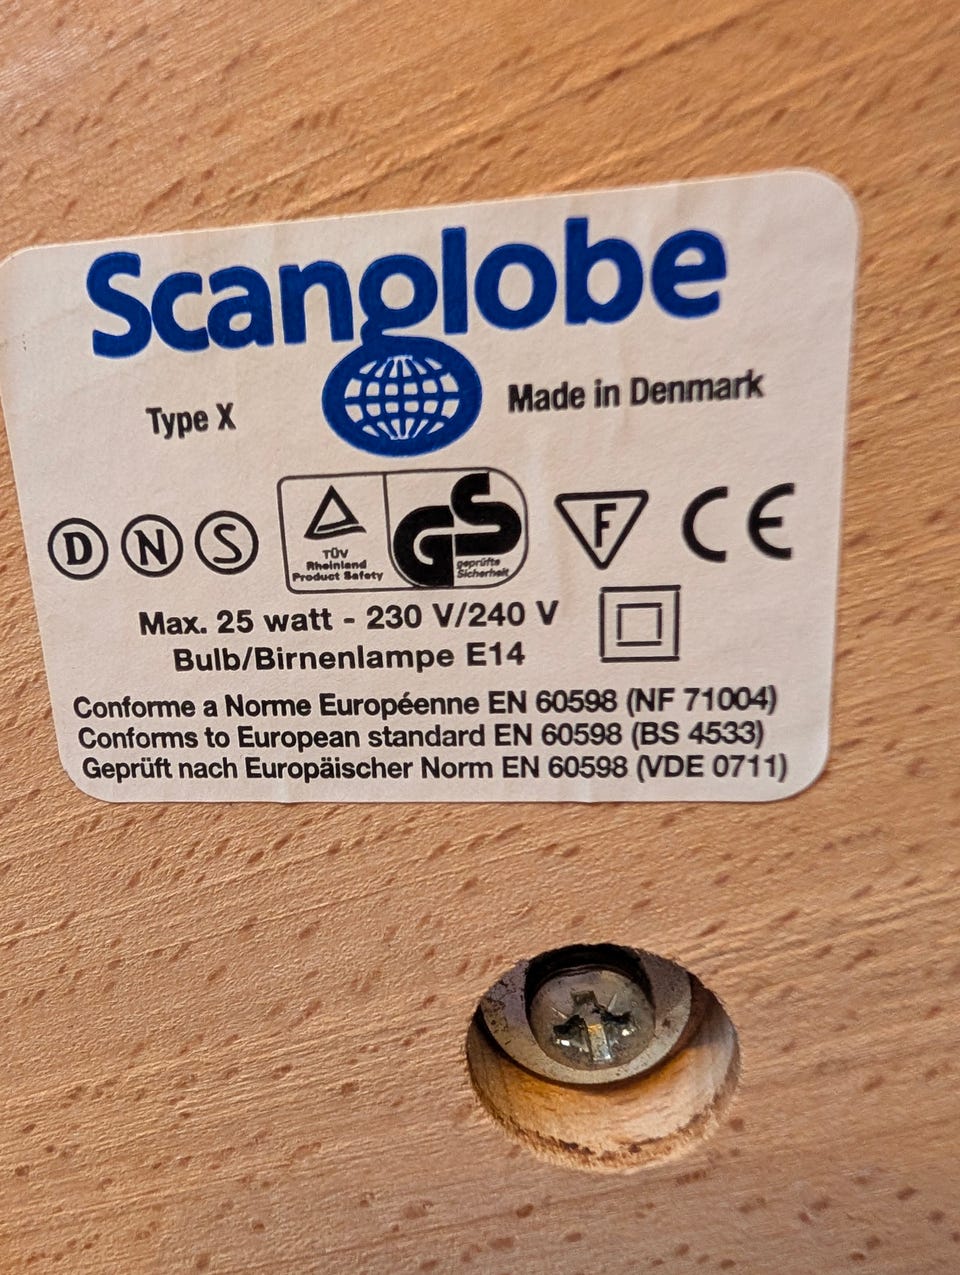 Scanglobe
Type X
Made in Denmark
D N S
TÜV
Rheinland
Product Safety
GS
geprüfte
Sicherheit
F
CE
Max. 25 watt - 230 V/240 V
Bulb/Birnenlampe E14
Conforme a Norme Européenne EN 60598 (NF 71004)
Conforms to European standard EN 60598 (BS 4533)
Geprüft nach Europäischer Norm EN 60598 (VDE 0711)